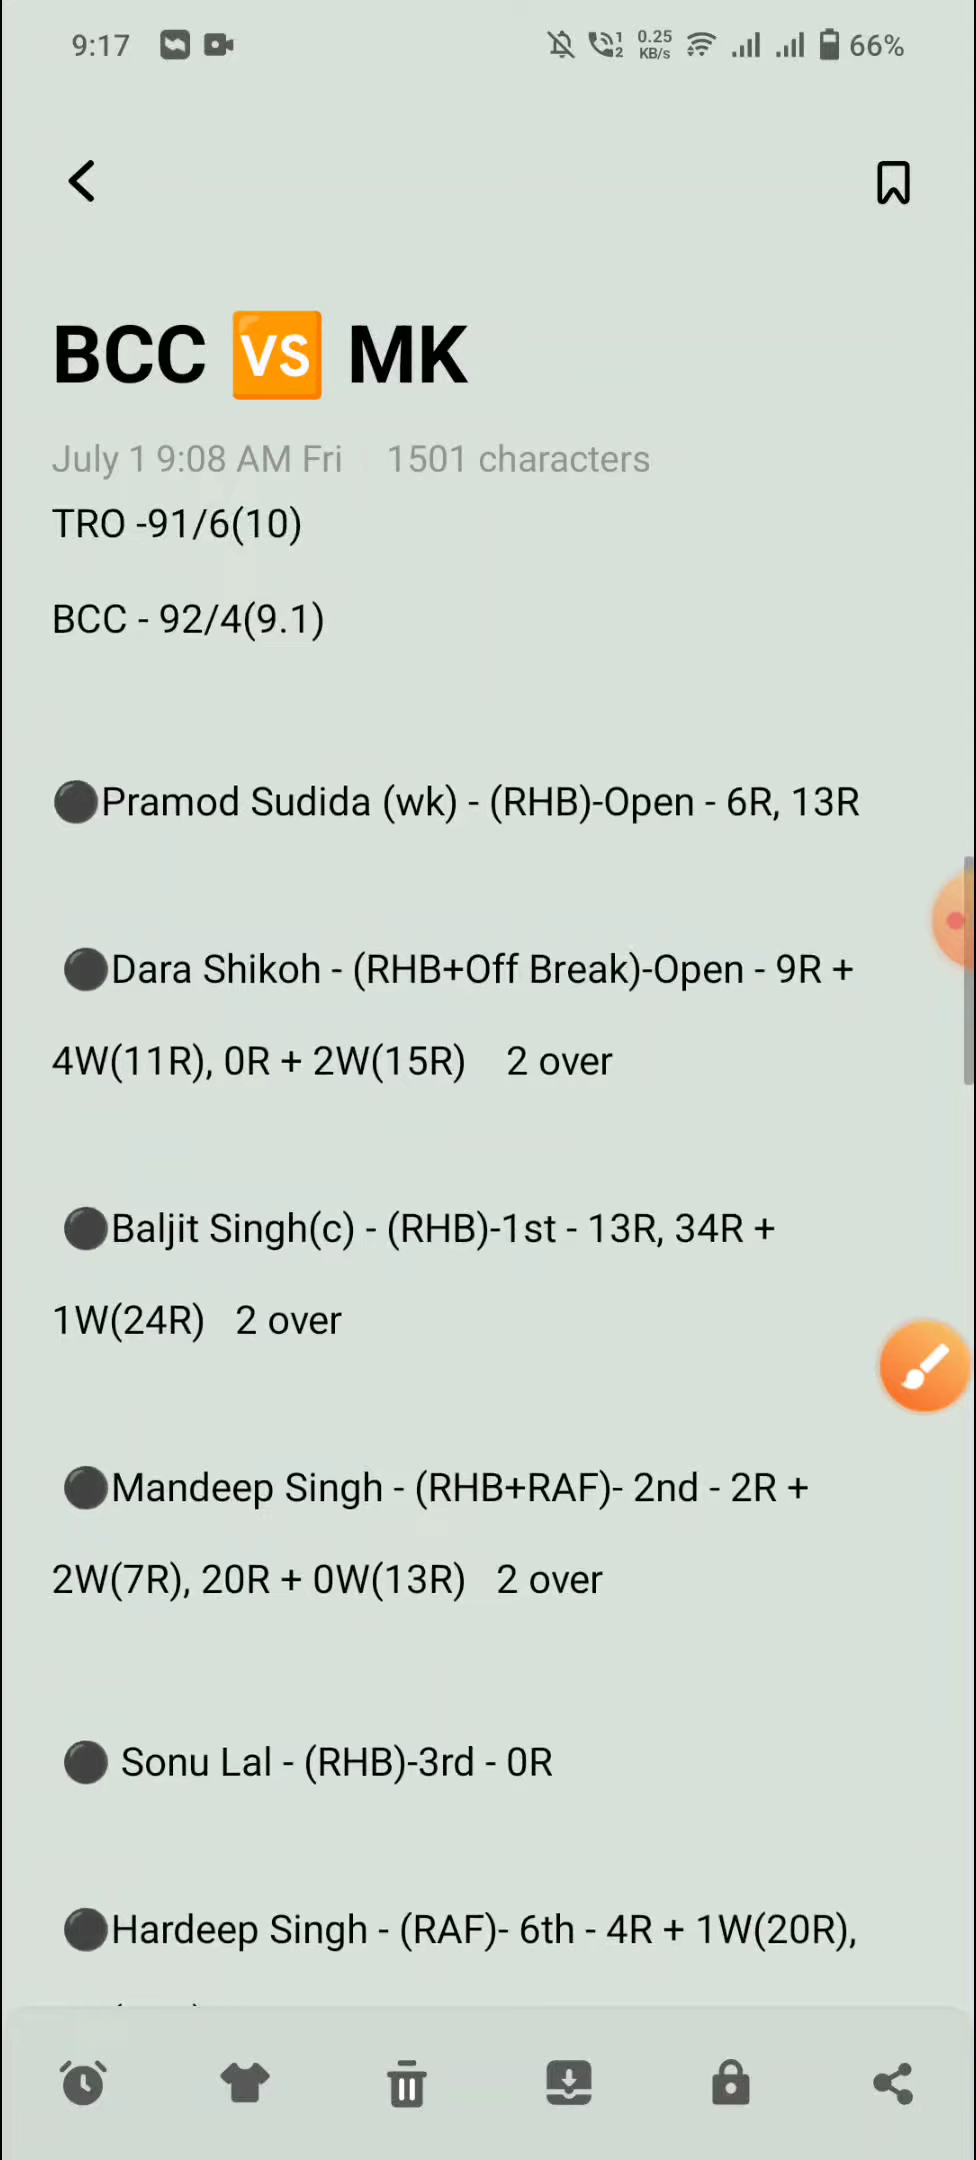 9:17
1 2 0.25 KB/s 66%
BCC VS MK
July 1 9:08 AM Fri 1501 characters
TRO -91/6(10)
BCC - 92/4(9.1)
⚫Pramod Sudida (wk) - (RHB)-Open - 6R, 13R
⚫Dara Shikoh - (RHB+Off Break)-Open - 9R +
4W(11R), 0R + 2W(15R) 2 over
⚫Baljit Singh(c) - (RHB)-1st - 13R, 34R +
1W(24R) 2 over
⚫Mandeep Singh - (RHB+RAF)- 2nd - 2R +
2W(7R), 20R + 0W(13R) 2 over
⚫ Sonu Lal - (RHB)-3rd - 0R
⚫Hardeep Singh - (RAF)- 6th - 4R + 1W(20R),